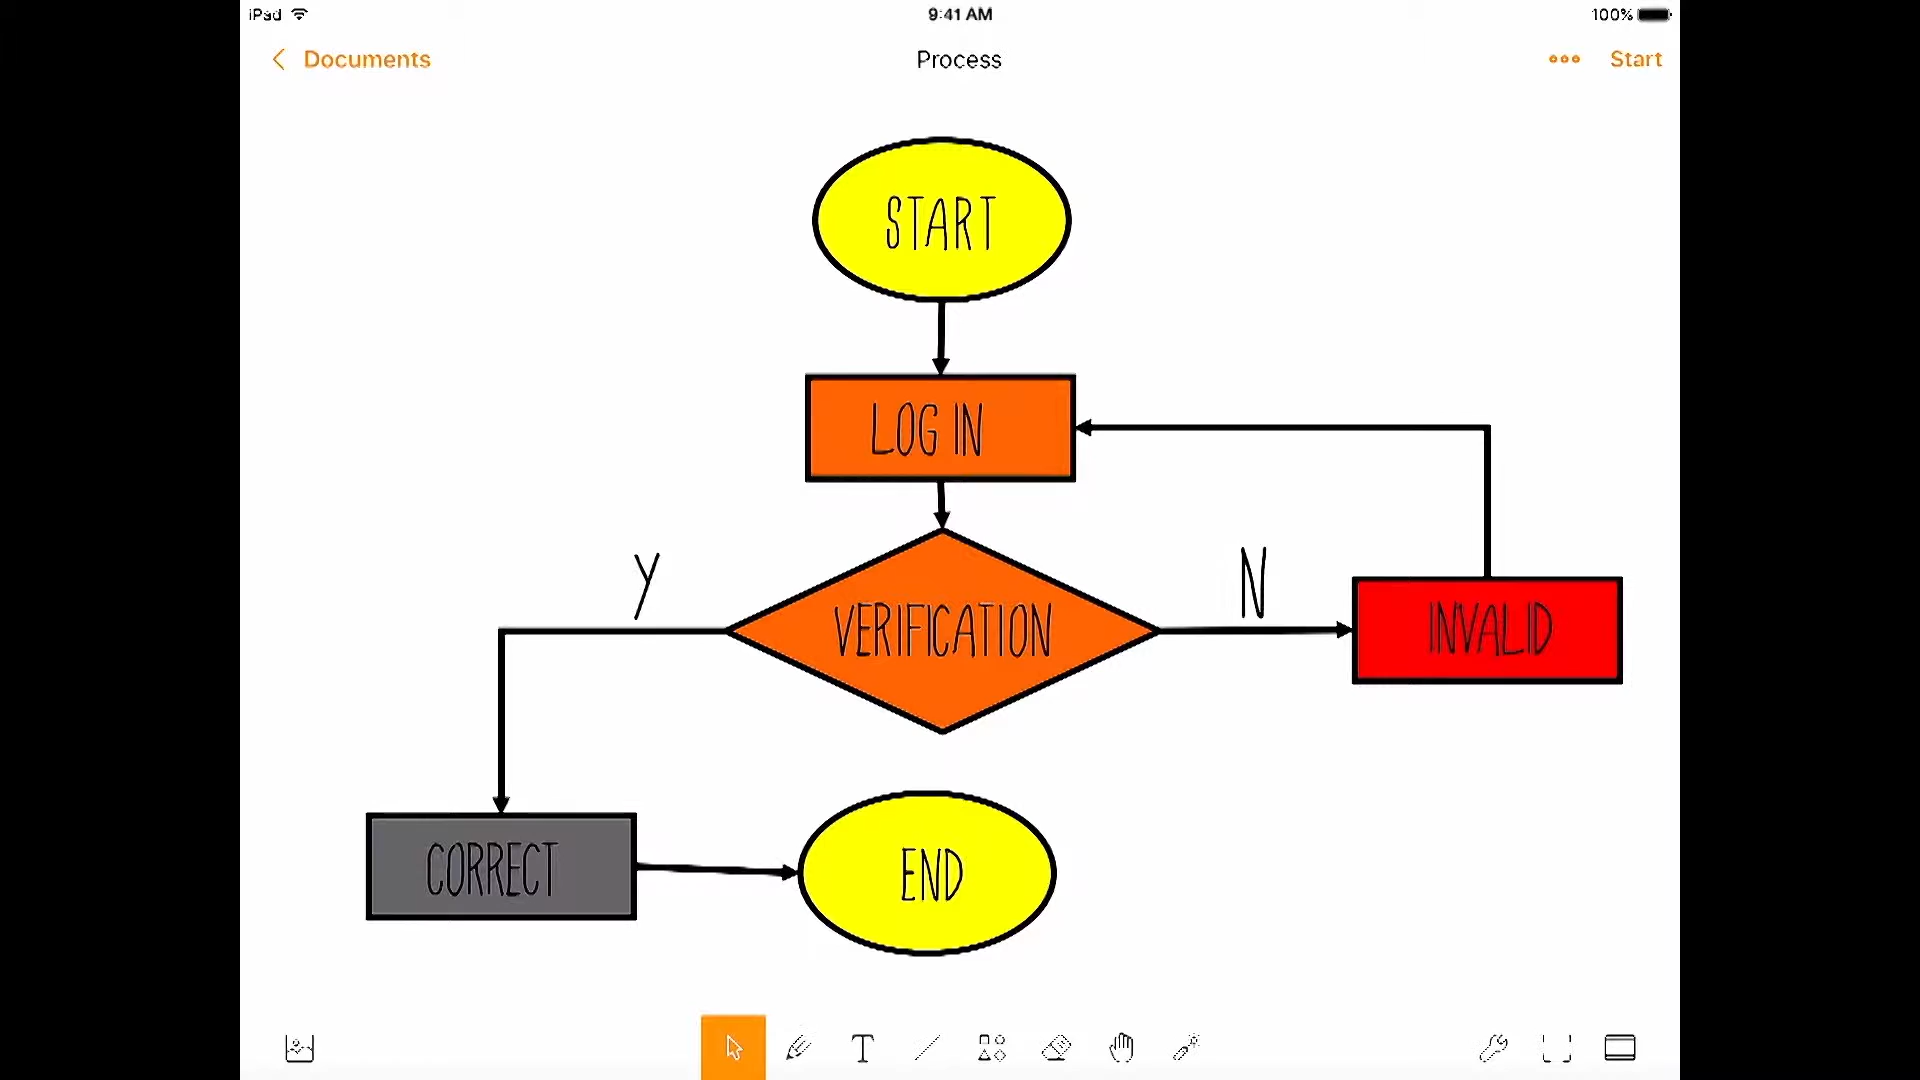 iPad 9:41 AM 100%
Documents Process Start
START
LOG IN
Y N
VERIFICATION INVALID
CORRECT END
T